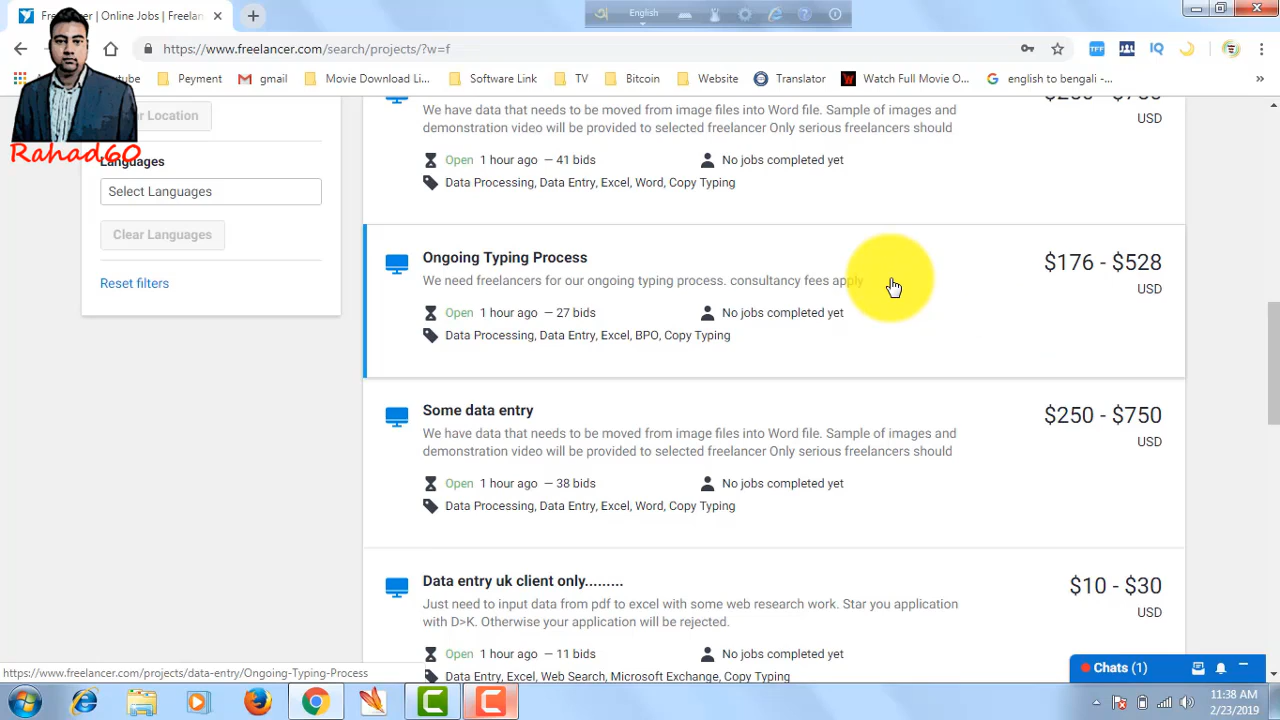 Freelancer | Online Jobs | Freelan
English
https://www.freelancer.com/search/projects/?w=f
TFF
IQ
Payment
gmail
Movie Download Li...
Software Link
TV
Bitcoin
Website
Translator
Watch Full Movie O...
english to bengali -...
»
Location
Rahad60
Languages
Select Languages
Clear Languages
Reset filters
USD
We have data that needs to be moved from image files into Word file. Sample of images and
demonstration video will be provided to selected freelancer Only serious freelancers should
Open 1 hour ago — 41 bids
No jobs completed yet
Data Processing, Data Entry, Excel, Word, Copy Typing
Ongoing Typing Process
$176 - $528
USD
We need freelancers for our ongoing typing process. consultancy fees apply
Open 1 hour ago — 27 bids
No jobs completed yet
Data Processing, Data Entry, Excel, BPO, Copy Typing
Some data entry
$250 - $750
USD
We have data that needs to be moved from image files into Word file. Sample of images and
demonstration video will be provided to selected freelancer Only serious freelancers should
Open 1 hour ago — 38 bids
No jobs completed yet
Data Processing, Data Entry, Excel, Word, Copy Typing
Data entry uk client only.........
$10 - $30
USD
Just need to input data from pdf to excel with some web research work. Star you application
with D>K. Otherwise your application will be rejected.
Open 1 hour ago — 11 bids
No jobs completed yet
Data Entry, Excel, Web Search, Microsoft Exchange, Copy Typing
https://www.freelancer.com/projects/data-entry/Ongoing-Typing-Process
Chats (1)
11:38 AM
2/23/2019